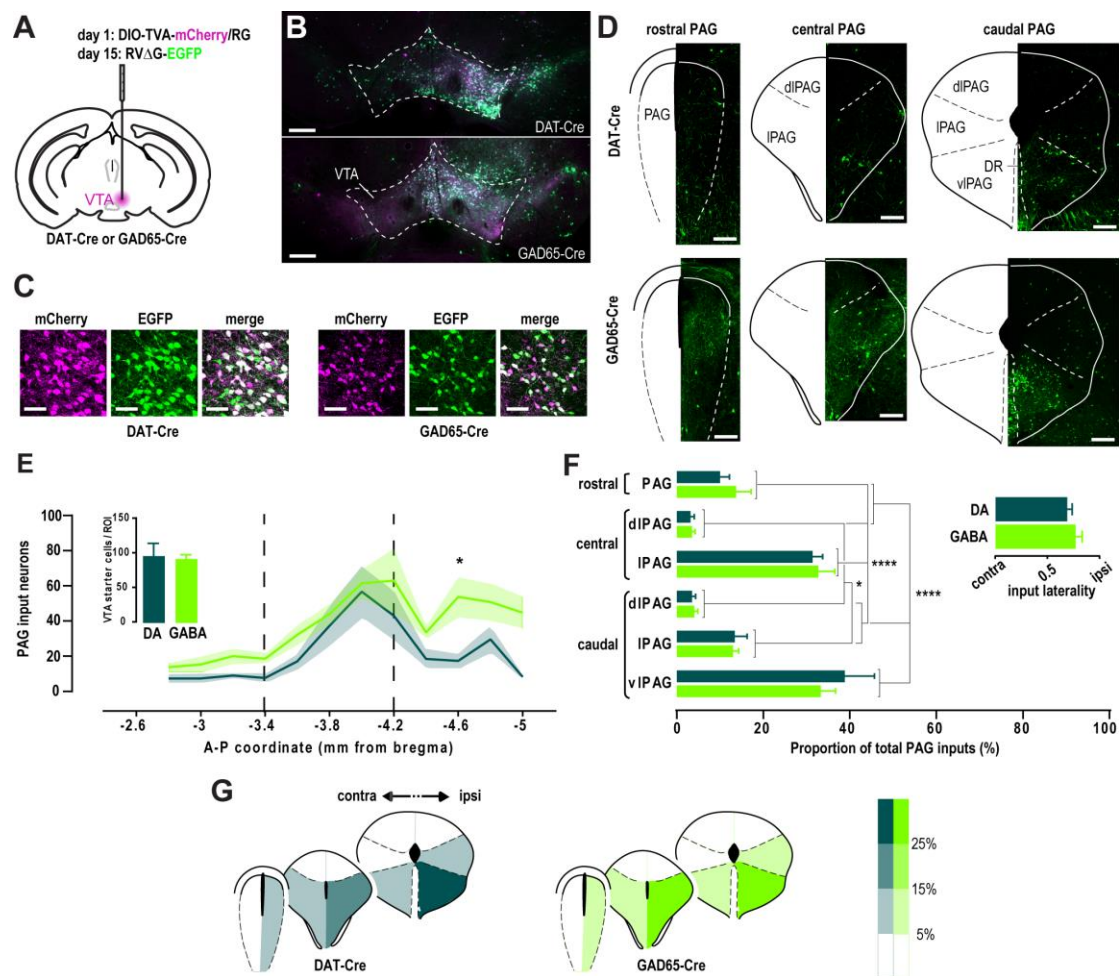 A
day 1: DIO-TVA-mCherry/RG
day 15: RVΔG-EGFP
VTA
DAT-Cre or GAD65-Cre
B
DAT-Cre
VTA
GAD65-Cre
C
mCherry EGFP merge
DAT-Cre
mCherry EGFP merge
GAD65-Cre
D
rostral PAG central PAG caudal PAG
DAT-Cre
PAG
dlPAG
lPAG
dlPAG
lPAG
DR
vlPAG
GAD65-Cre
E
PAG input neurons
100
80
60
40
20
0
VTA starter cells / ROI
150
100
50
0
DA GABA
*
-2.6 -3 -3.4 -3.8 -4.2 -4.6 -5
A-P coordinate (mm from bregma)
F
rostral PAG
central dlPAG
lPAG
caudal dlPAG
lPAG
vlPAG
****
*
****
0 20 40 60 80 100
Proportion of total PAG inputs (%)
DA
GABA
contra 0.5 ipsi
input laterality
G
contra ipsi
DAT-Cre
GAD65-Cre
25%
15%
5%